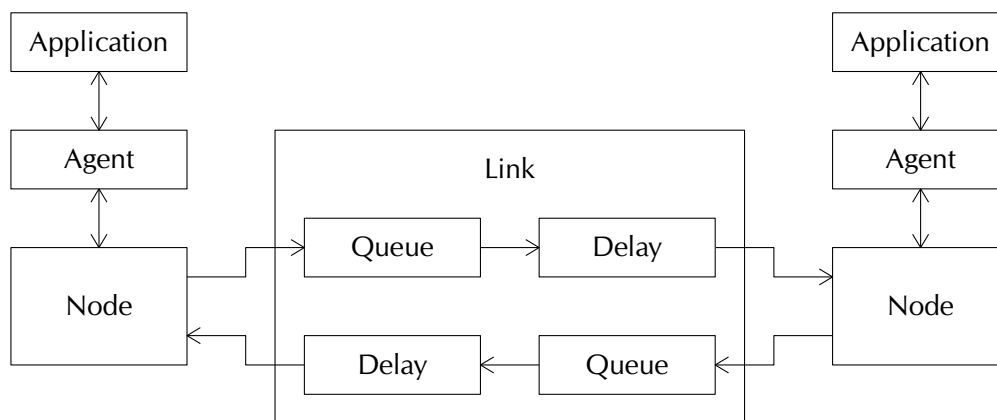 Application
Application
Agent
Agent
Link
Queue
Delay
Node
Node
Delay
Queue